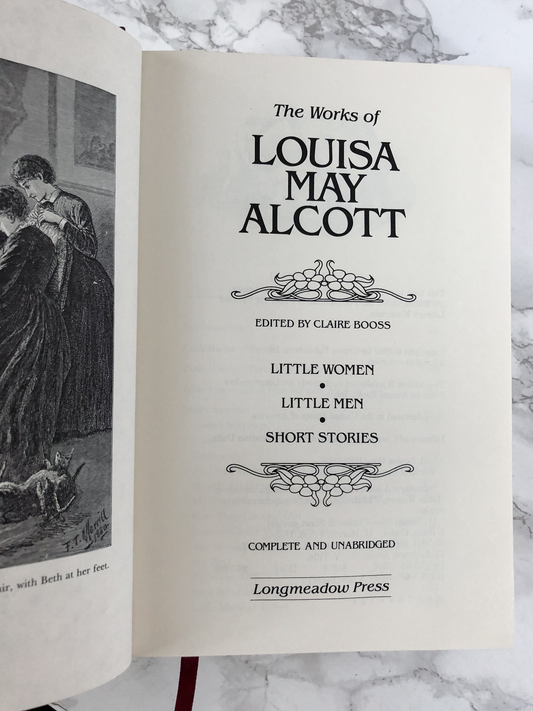 F. T. Merrill
1880
air, with Beth at her feet.
The Works of
LOUISA
MAY
ALCOTT
EDITED BY CLAIRE BOOSS
LITTLE WOMEN
•
LITTLE MEN
•
SHORT STORIES
COMPLETE AND UNABRIDGED
Longmeadow Press